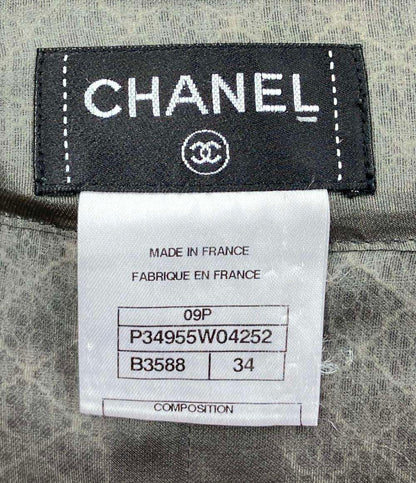 CHANEL
MADE IN FRANCE
FABRIQUE EN FRANCE
09P
P34955W04252
B3588 34
COMPOSITION